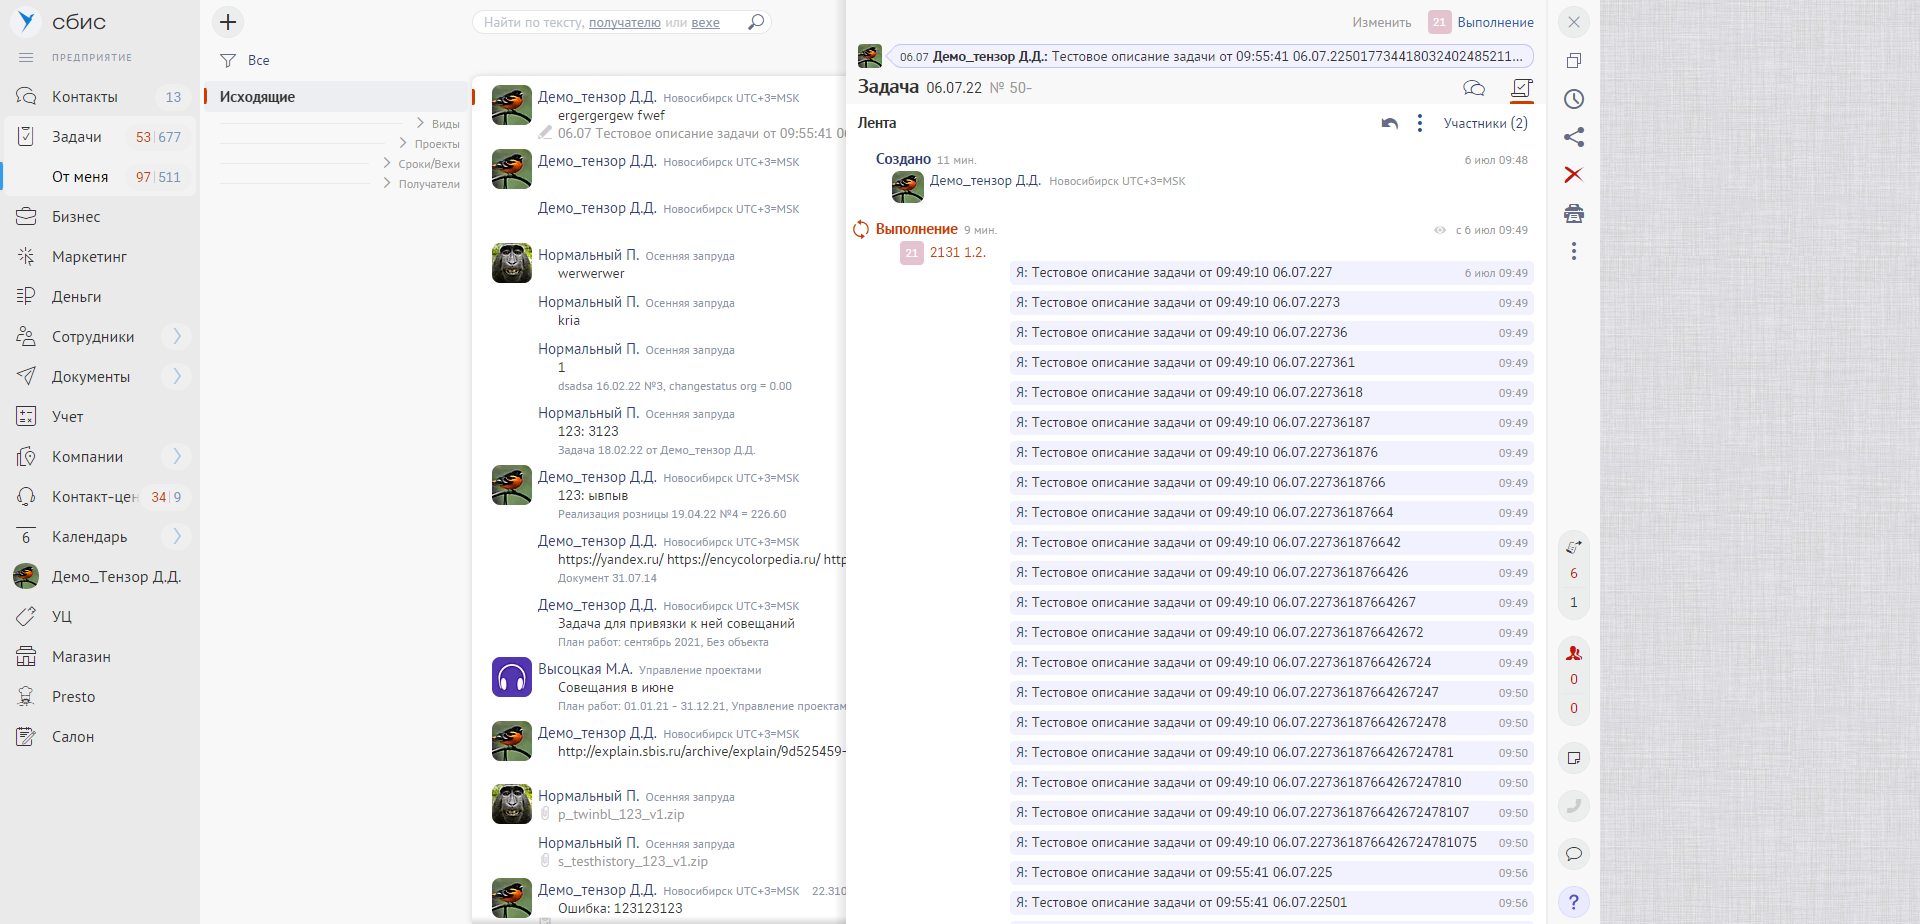 сбис
ПРЕДПРИЯТИЕ
Контакты 13
Задачи 53 677
От меня 97 511
Бизнес
Маркетинг
Деньги
Сотрудники
Документы
Учет
Компании
Контакт-цен 34 9
6 Календарь
Демо_Тензор Д.Д.
УЦ
Магазин
Presto
Салон
Найти по тексту, получателю или вехе
Все
Исходящие
Виды
Проекты
Сроки/Вехи
Получатели
Демо_тензор Д.Д. Новосибирск UTC+3=MSK
ergergergew fwef
06.07 Тестовое описание задачи от 09:55:41 0
Демо_тензор Д.Д. Новосибирск UTC+3=MSK
Демо_тензор Д.Д. Новосибирск UTC+3=MSK
Нормальный П. Осенняя запруда
werwerwer
Нормальный П. Осенняя запруда
kria
Нормальный П. Осенняя запруда
1
dsadsa 16.02.22 №3, changestatus org = 0.00
Нормальный П. Осенняя запруда
123: 3123
Задача 18.02.22 от Демо_тензор Д.Д.
Демо_тензор Д.Д. Новосибирск UTC+3=MSK
123: ывпыв
Реализация розницы 19.04.22 №4 = 226.60
Демо_тензор Д.Д. Новосибирск UTC+3=MSK
https://yandex.ru/ https://encycolorpedia.ru/ http
Документ 31.07.14
Демо_тензор Д.Д. Новосибирск UTC+3=MSK
Задача для привязки к ней совещаний
План работ: сентябрь 2021, Без объекта
Высоцкая М.А. Управление проектами
Совещания в июне
План работ: 01.01.21 - 31.12.21, Управление проектам
Демо_тензор Д.Д. Новосибирск UTC+3=MSK
http://explain.sbis.ru/archive/explain/9d525459-
Нормальный П. Осенняя запруда
p_twinbl_123_v1.zip
Нормальный П. Осенняя запруда
s_testhistory_123_v1.zip
Демо_тензор Д.Д. Новосибирск UTC+3=MSK 22.310
Ошибка: 123123123
Изменить 21 Выполнение
06.07 Демо_тензор Д.Д.: Тестовое описание задачи от 09:55:41 06.07.225017734418032402485211...
Задача 06.07.22 № 50-
Лента Участники (2)
Создано 11 мин. 6 июл 09:48
Демо_тензор Д.Д. Новосибирск UTC+3=MSK
Выполнение 9 мин. с 6 июл 09:49
21 2131 1.2.
Я: Тестовое описание задачи от 09:49:10 06.07.227 6 июл 09:49
Я: Тестовое описание задачи от 09:49:10 06.07.2273 09:49
Я: Тестовое описание задачи от 09:49:10 06.07.22736 09:49
Я: Тестовое описание задачи от 09:49:10 06.07.227361 09:49
Я: Тестовое описание задачи от 09:49:10 06.07.2273618 09:49
Я: Тестовое описание задачи от 09:49:10 06.07.22736187 09:49
Я: Тестовое описание задачи от 09:49:10 06.07.227361876 09:49
Я: Тестовое описание задачи от 09:49:10 06.07.2273618766 09:49
Я: Тестовое описание задачи от 09:49:10 06.07.22736187664 09:49
Я: Тестовое описание задачи от 09:49:10 06.07.227361876642 09:49
Я: Тестовое описание задачи от 09:49:10 06.07.2273618766426 09:49
Я: Тестовое описание задачи от 09:49:10 06.07.22736187664267 09:49
Я: Тестовое описание задачи от 09:49:10 06.07.227361876642672 09:49
Я: Тестовое описание задачи от 09:49:10 06.07.2273618766426724 09:49
Я: Тестовое описание задачи от 09:49:10 06.07.22736187664267247 09:50
Я: Тестовое описание задачи от 09:49:10 06.07.227361876642672478 09:50
Я: Тестовое описание задачи от 09:49:10 06.07.2273618766426724781 09:50
Я: Тестовое описание задачи от 09:49:10 06.07.22736187664267247810 09:50
Я: Тестовое описание задачи от 09:49:10 06.07.227361876642672478107 09:50
Я: Тестовое описание задачи от 09:49:10 06.07.2273618766426724781075 09:50
Я: Тестовое описание задачи от 09:55:41 06.07.225 09:56
Я: Тестовое описание задачи от 09:55:41 06.07.22501 09:56
6
1
0
0
?